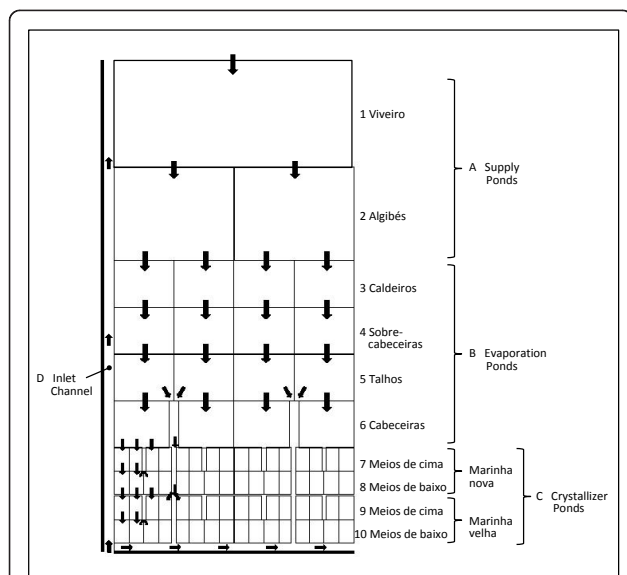 1 Viveiro
A Supply
Ponds
2 Algibés
3 Caldeiros
4 Sobre-
cabeceiras
B Evaporation
Ponds
D Inlet
Channel
5 Talhos
6 Cabeceiras
7 Meios de cima
Marinha
nova
8 Meios de baixo
C Crystallizer
Ponds
9 Meios de cima
Marinha
velha
10 Meios de baixo